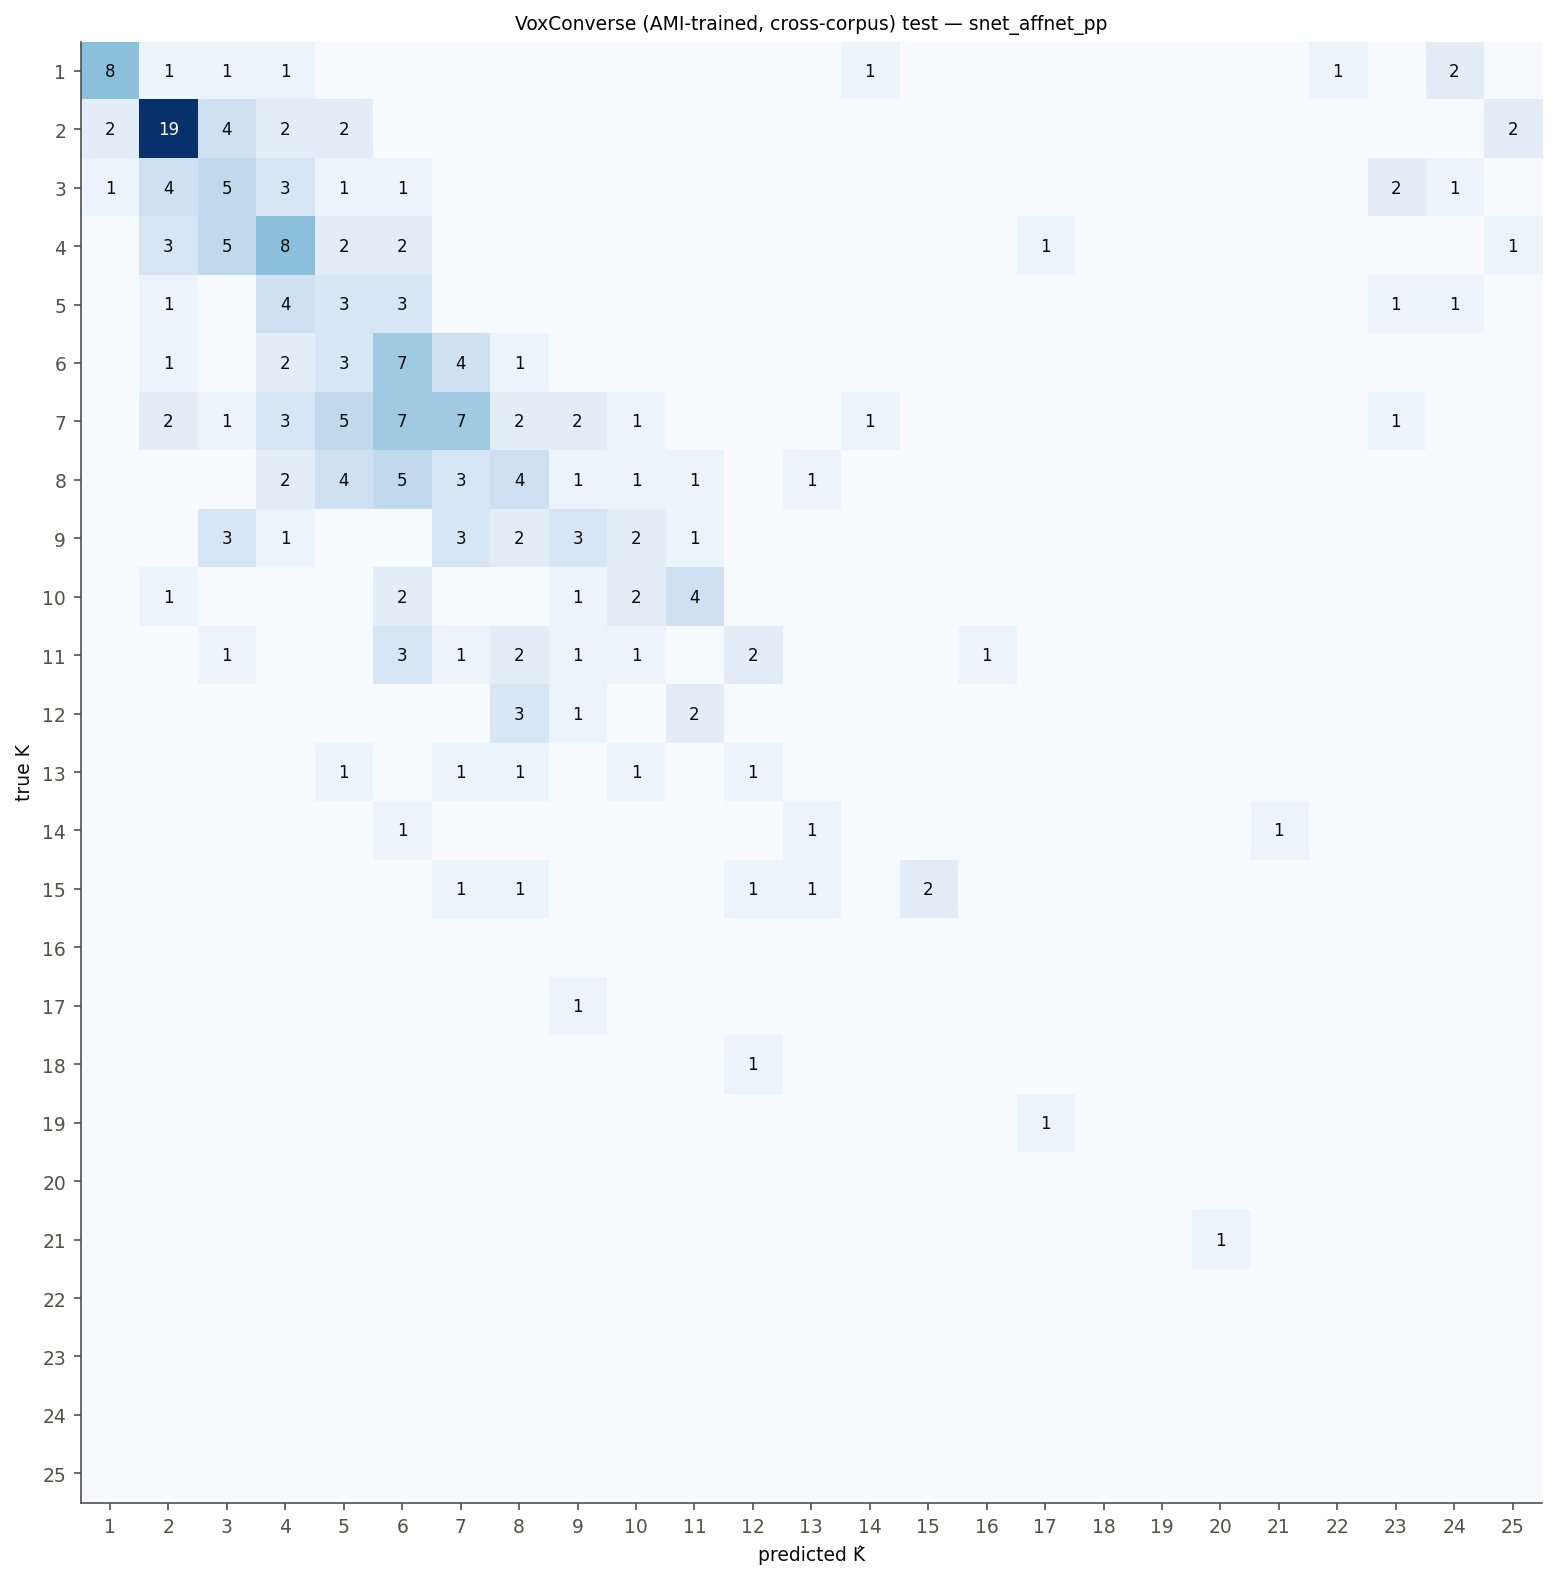 VoxConverse (AMI-trained, cross-corpus) test — snet_affnet_pp
1 8 1 1 1 1 1 2
2 2 19 4 2 2 2
3 1 4 5 3 1 1 2 1
4 3 5 8 2 2 1 1
5 1 4 3 3 1 1
6 1 2 3 7 4 1
7 2 1 3 5 7 7 2 2 1 1 1
8 2 4 5 3 4 1 1 1 1
9 3 1 3 2 3 2 1
10 1 2 1 2 4
11 1 3 1 2 1 1 2 1
12 3 1 2
true K
13 1 1 1 1 1
14 1 1 1
15 1 1 1 1 2
16
17 1
18 1
19 1
20
21 1
22
23
24
25
1 2 3 4 5 6 7 8 9 10 11 12 13 14 15 16 17 18 19 20 21 22 23 24 25
predicted K̂